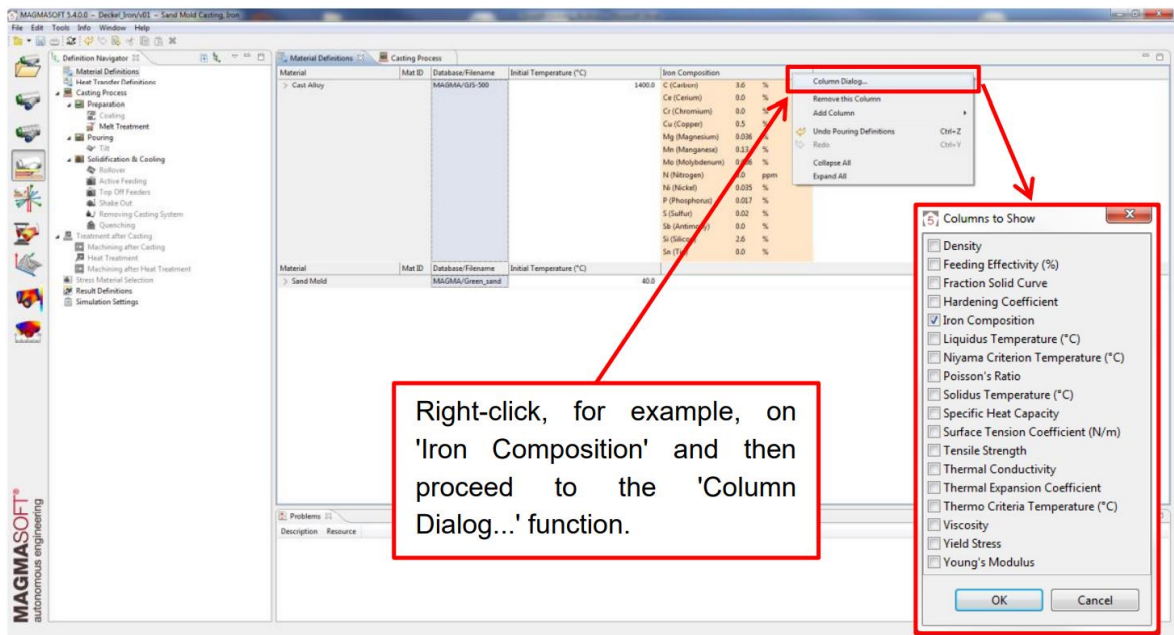 MAGMASOFT 5.4.0.0 - Deckel_Iron/v01 - Sand Mold Casting, Iron
File Edit Tools Info Window Help
Definition Navigator
Material Definitions
Heat Transfer Definitions
Casting Process
Preparation
Coating
Melt Treatment
Pouring
Tilt
Solidification & Cooling
Rollover
Active Feeding
Top Off Feeders
Shake Out
Removing Casting System
Quenching
Treatment after Casting
Machining after Casting
Heat Treatment
Machining after Heat Treatment
Stress Material Selection
Result Definitions
Simulation Settings
Material Definitions Casting Process
Material Mat ID Database/Filename Initial Temperature (°C) Iron Composition
Cast Alloy MAGMA/GJS-500 1400.0 C (Carbon) 3.6 %
Ce (Cerium) 0.0 %
Cr (Chromium) 0.0 %
Cu (Copper) 0.5 %
Mg (Magnesium) 0.036 %
Mn (Manganese) 0.13
Mo (Molybdenum) %
N (Nitrogen) ppm
Ni (Nickel) 0.035 %
P (Phosphorus) 0.017 %
S (Sulfur) 0.02 %
Sb 0.0 %
Si 2.6 %
Sn 0.0 %
Material Mat ID Database/Filename Initial Temperature (°C)
Sand Mold MAGMA/Green_sand 40.0
Column Dialog...
Remove this Column
Add Column
Undo Pouring Definitions Ctrl+Z
Redo Ctrl+Y
Collapse All
Expand All
Right-click, for example, on
'Iron Composition' and then
proceed to the 'Column
Dialog...' function.
Columns to Show
Density
Feeding Effectivity (%)
Fraction Solid Curve
Hardening Coefficient
Iron Composition
Liquidus Temperature (°C)
Niyama Criterion Temperature (°C)
Poisson's Ratio
Solidus Temperature (°C)
Specific Heat Capacity
Surface Tension Coefficient (N/m)
Tensile Strength
Thermal Conductivity
Thermal Expansion Coefficient
Thermo Criteria Temperature (°C)
Viscosity
Yield Stress
Young's Modulus
OK Cancel
Problems
Description Resource
MAGMASOFT®
autonomous engineering